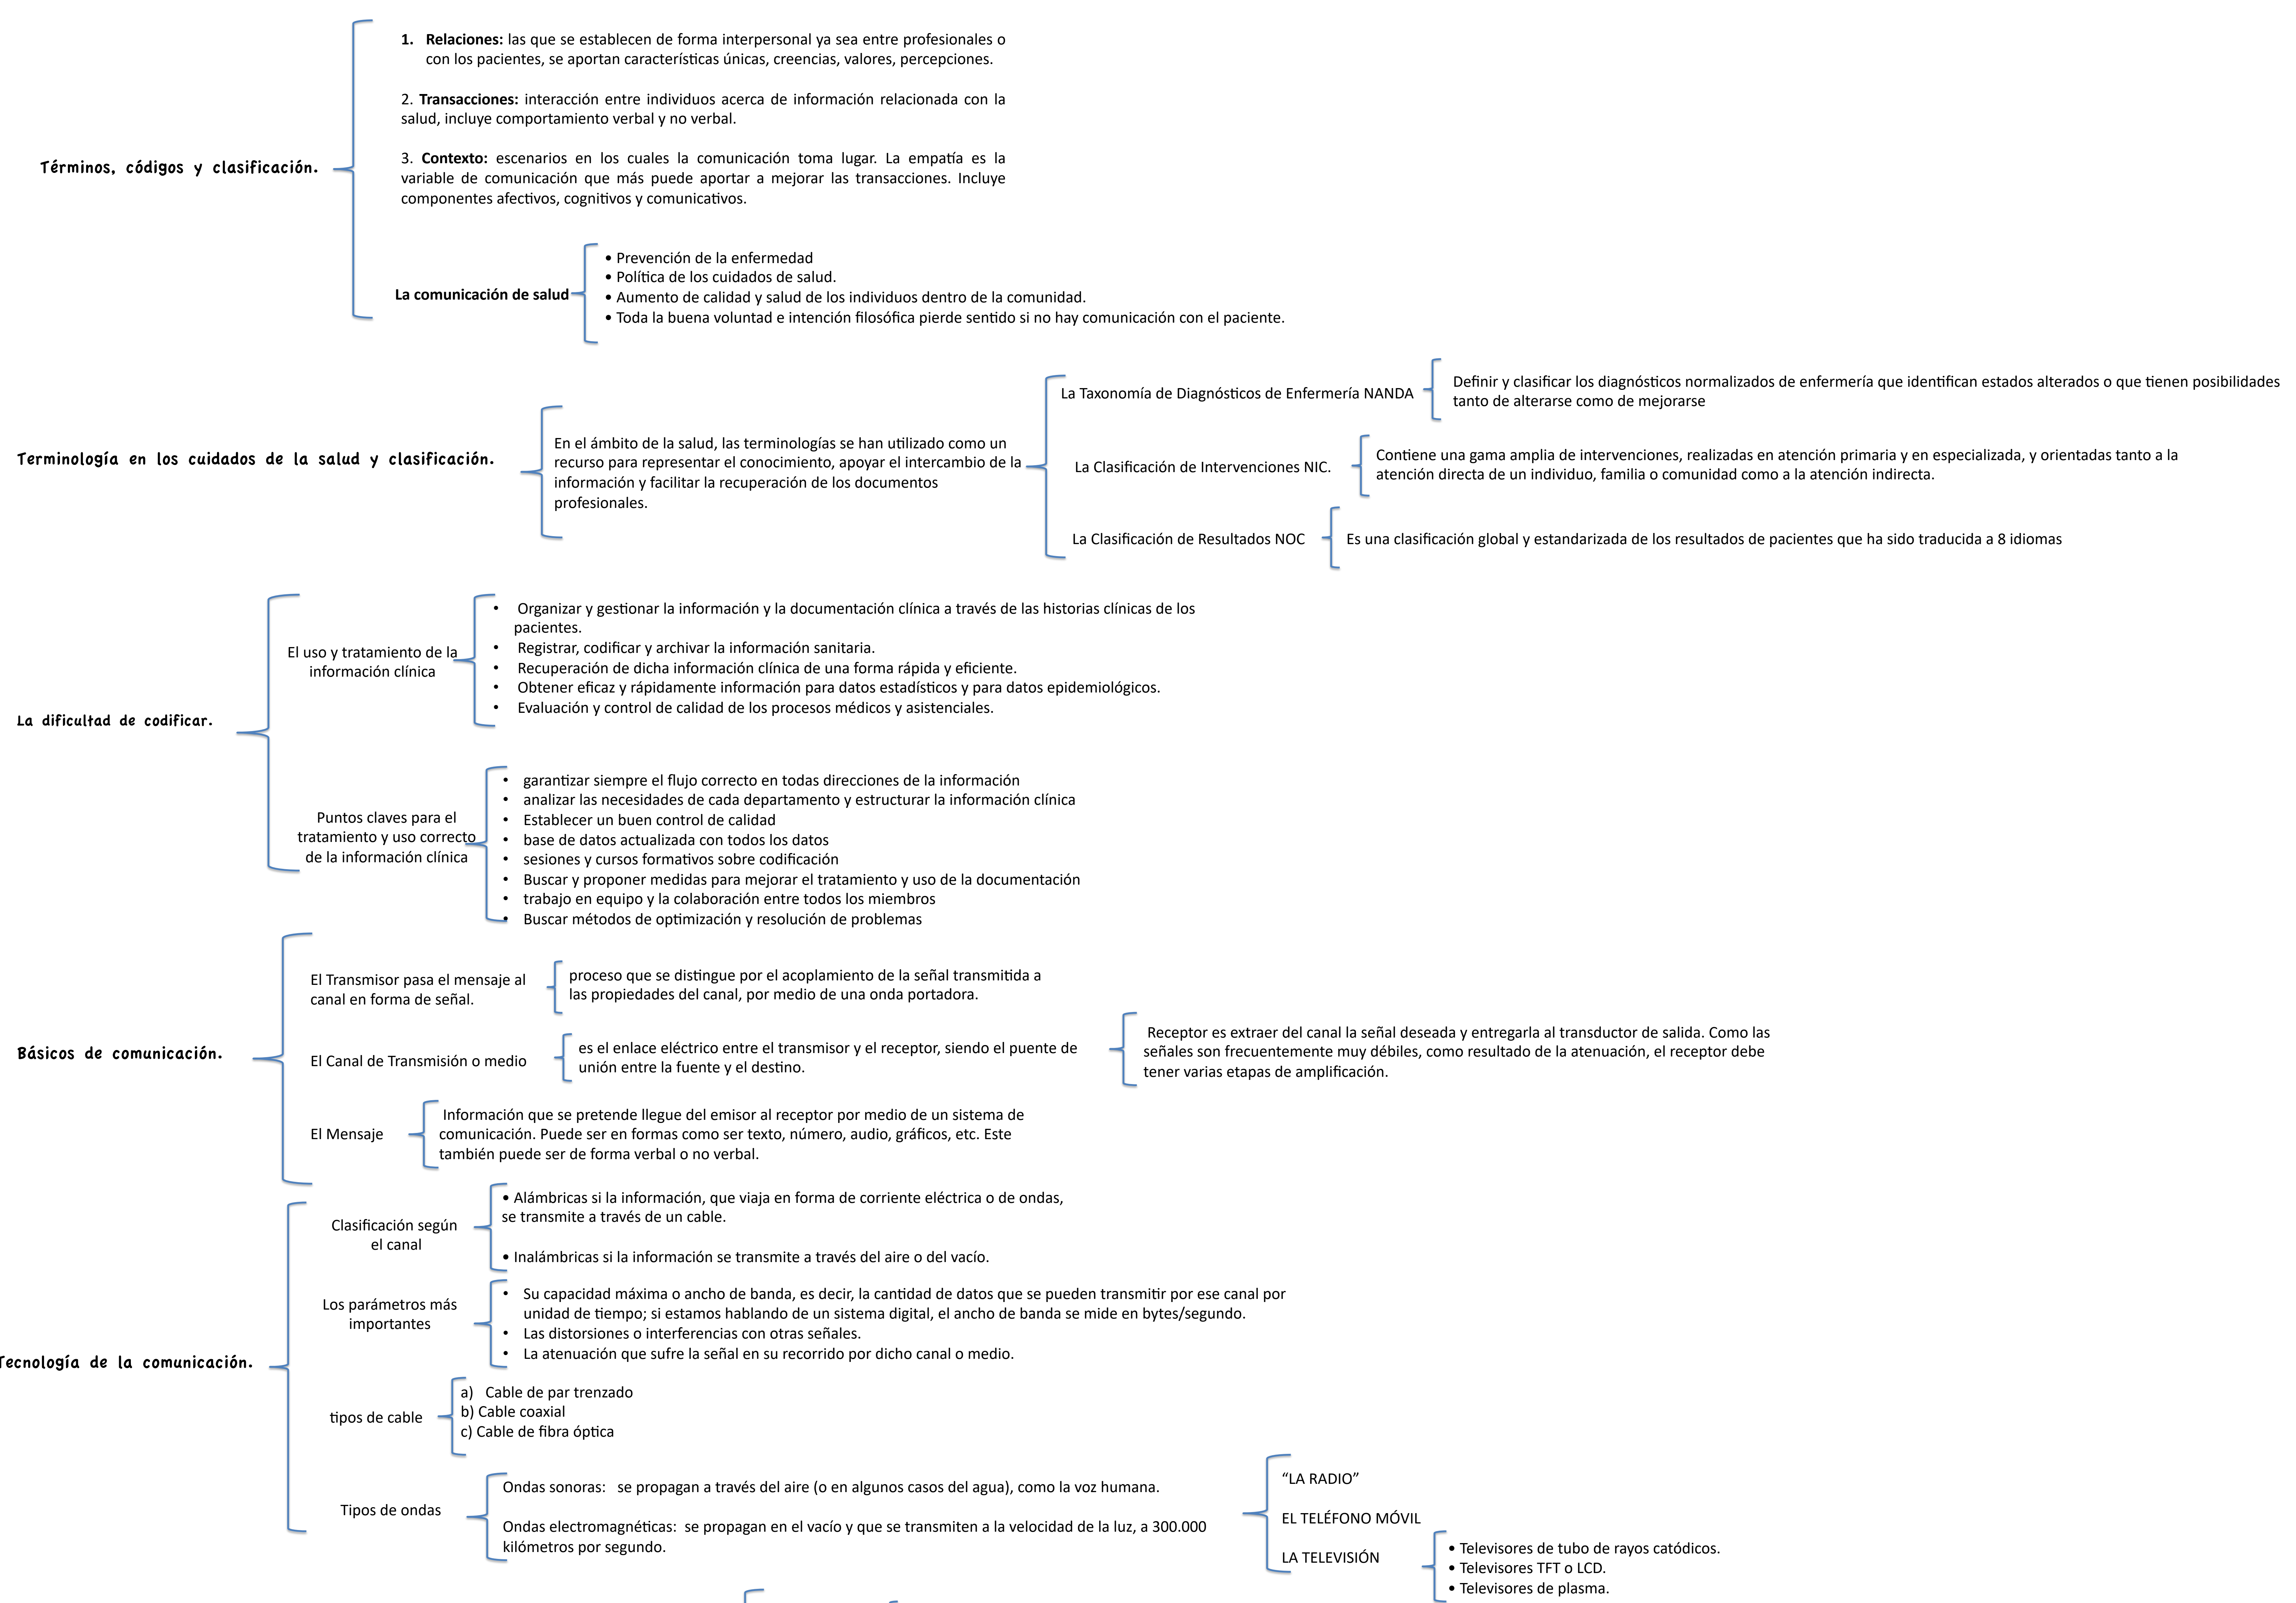 1. Relaciones: las que se establecen de forma interpersonal ya sea entre profesionales o
con los pacientes, se aportan características únicas, creencias, valores, percepciones.
2. Transacciones: interacción entre individuos acerca de información relacionada con la
salud, incluye comportamiento verbal y no verbal.
Términos, códigos y clasificación.
3. Contexto: escenarios en los cuales la comunicación toma lugar. La empatía es la
variable de comunicación que más puede aportar a mejorar las transacciones. Incluye
componentes afectivos, cognitivos y comunicativos.
La comunicación de salud
• Prevención de la enfermedad
• Política de los cuidados de salud.
• Aumento de calidad y salud de los individuos dentro de la comunidad.
• Toda la buena voluntad e intención filosófica pierde sentido si no hay comunicación con el paciente.
Terminología en los cuidados de la salud y clasificación.
En el ámbito de la salud, las terminologías se han utilizado como un
recurso para representar el conocimiento, apoyar el intercambio de la
información y facilitar la recuperación de los documentos
profesionales.
La Taxonomía de Diagnósticos de Enfermería NANDA
Definir y clasificar los diagnósticos normalizados de enfermería que identifican estados alterados o que tienen posibilidades
tanto de alterarse como de mejorarse
La Clasificación de Intervenciones NIC.
Contiene una gama amplia de intervenciones, realizadas en atención primaria y en especializada, y orientadas tanto a la
atención directa de un individuo, familia o comunidad como a la atención indirecta.
La Clasificación de Resultados NOC
Es una clasificación global y estandarizada de los resultados de pacientes que ha sido traducida a 8 idiomas
La dificultad de codificar.
El uso y tratamiento de la
información clínica
• Organizar y gestionar la información y la documentación clínica a través de las historias clínicas de los
pacientes.
• Registrar, codificar y archivar la información sanitaria.
• Recuperación de dicha información clínica de una forma rápida y eficiente.
• Obtener eficaz y rápidamente información para datos estadísticos y para datos epidemiológicos.
• Evaluación y control de calidad de los procesos médicos y asistenciales.
Puntos claves para el
tratamiento y uso correcto
de la información clínica
• garantizar siempre el flujo correcto en todas direcciones de la información
• analizar las necesidades de cada departamento y estructurar la información clínica
• Establecer un buen control de calidad
• base de datos actualizada con todos los datos
• sesiones y cursos formativos sobre codificación
• Buscar y proponer medidas para mejorar el tratamiento y uso de la documentación
• trabajo en equipo y la colaboración entre todos los miembros
• Buscar métodos de optimización y resolución de problemas
Básicos de comunicación.
El Transmisor pasa el mensaje al
canal en forma de señal.
proceso que se distingue por el acoplamiento de la señal transmitida a
las propiedades del canal, por medio de una onda portadora.
El Canal de Transmisión o medio
es el enlace eléctrico entre el transmisor y el receptor, siendo el puente de
unión entre la fuente y el destino.
Receptor es extraer del canal la señal deseada y entregarla al transductor de salida. Como las
señales son frecuentemente muy débiles, como resultado de la atenuación, el receptor debe
tener varias etapas de amplificación.
El Mensaje
Información que se pretende llegue del emisor al receptor por medio de un sistema de
comunicación. Puede ser en formas como ser texto, número, audio, gráficos, etc. Este
también puede ser de forma verbal o no verbal.
Tecnología de la comunicación.
Clasificación según
el canal
• Alámbricas si la información, que viaja en forma de corriente eléctrica o de ondas,
se transmite a través de un cable.
• Inalámbricas si la información se transmite a través del aire o del vacío.
Los parámetros más
importantes
• Su capacidad máxima o ancho de banda, es decir, la cantidad de datos que se pueden transmitir por ese canal por
unidad de tiempo; si estamos hablando de un sistema digital, el ancho de banda se mide en bytes/segundo.
• Las distorsiones o interferencias con otras señales.
• La atenuación que sufre la señal en su recorrido por dicho canal o medio.
tipos de cable
a) Cable de par trenzado
b) Cable coaxial
c) Cable de fibra óptica
Tipos de ondas
Ondas sonoras: se propagan a través del aire (o en algunos casos del agua), como la voz humana.
Ondas electromagnéticas: se propagan en el vacío y que se transmiten a la velocidad de la luz, a 300.000
kilómetros por segundo.
“LA RADIO”
EL TELÉFONO MÓVIL
LA TELEVISIÓN
• Televisores de tubo de rayos catódicos.
• Televisores TFT o LCD.
• Televisores de plasma.